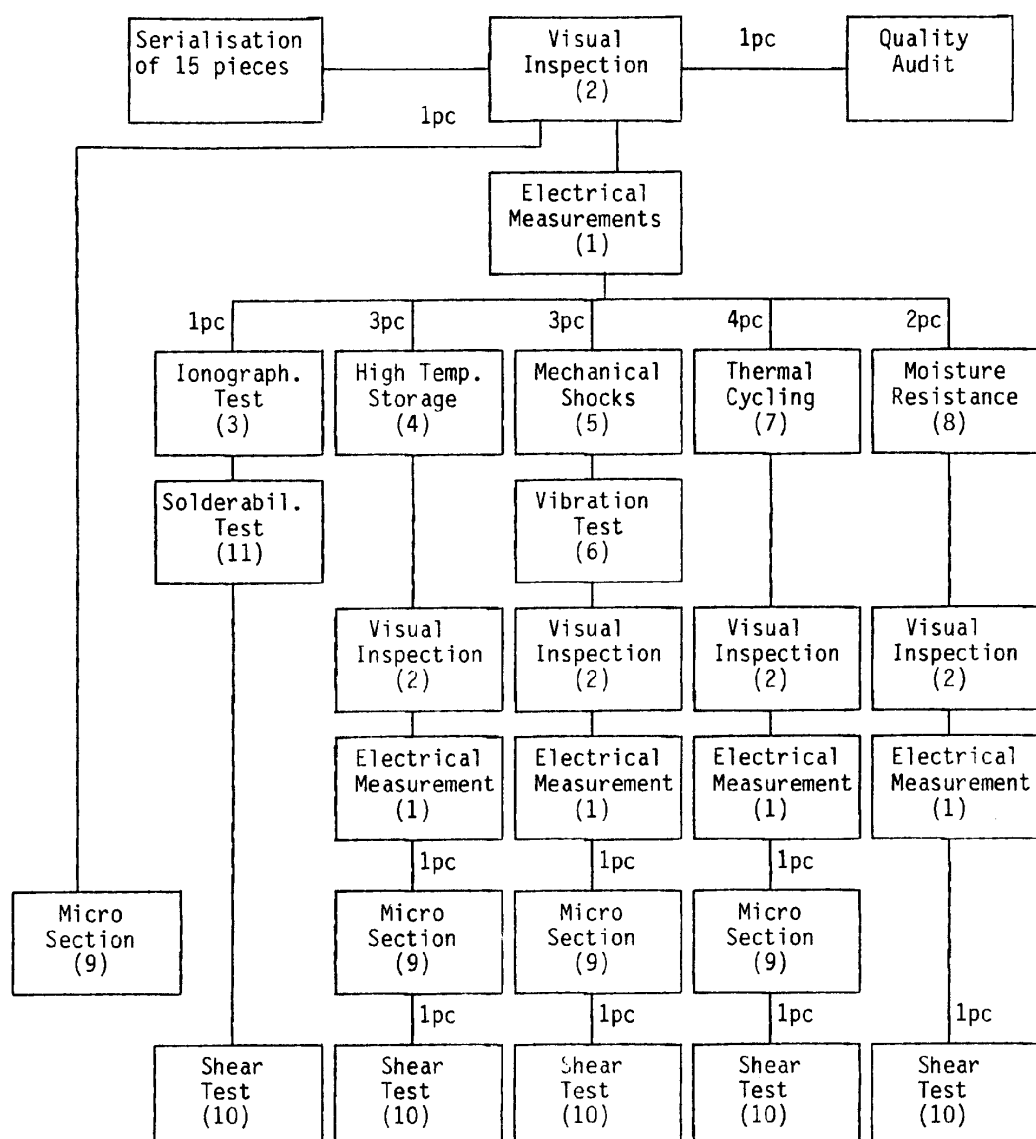 Serialisation
of 15 pieces
Visual
Inspection
(2)
1pc
Quality
Audit
1pc
Electrical
Measurements
(1)
1pc
3pc
3pc
4pc
2pc
Ionograph.
Test
(3)
High Temp.
Storage
(4)
Mechanical
Shocks
(5)
Thermal
Cycling
(7)
Moisture
Resistance
(8)
Solderabil.
Test
(11)
Vibration
Test
(6)
Visual
Inspection
(2)
Visual
Inspection
(2)
Visual
Inspection
(2)
Visual
Inspection
(2)
Electrical
Measurement
(1)
Electrical
Measurement
(1)
Electrical
Measurement
(1)
Electrical
Measurement
(1)
1pc
1pc
1pc
Micro
Section
(9)
Micro
Section
(9)
Micro
Section
(9)
Micro
Section
(9)
1pc
1pc
1pc
1pc
Shear
Test
(10)
Shear
Test
(10)
Shear
Test
(10)
Shear
Test
(10)
Shear
Test
(10)